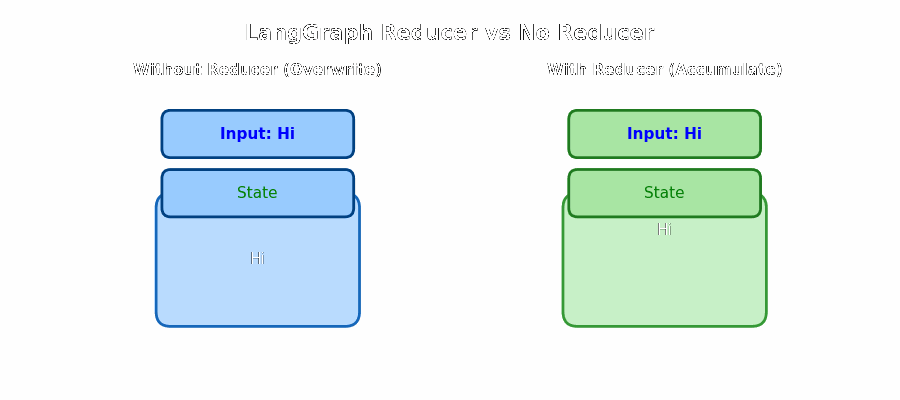 LangGraph Reducer vs No Reducer
Without Reducer (Overwrite)
With Reducer (Accumulate)
Input: Hi
Input: Hi
State
State
Hi
Hi